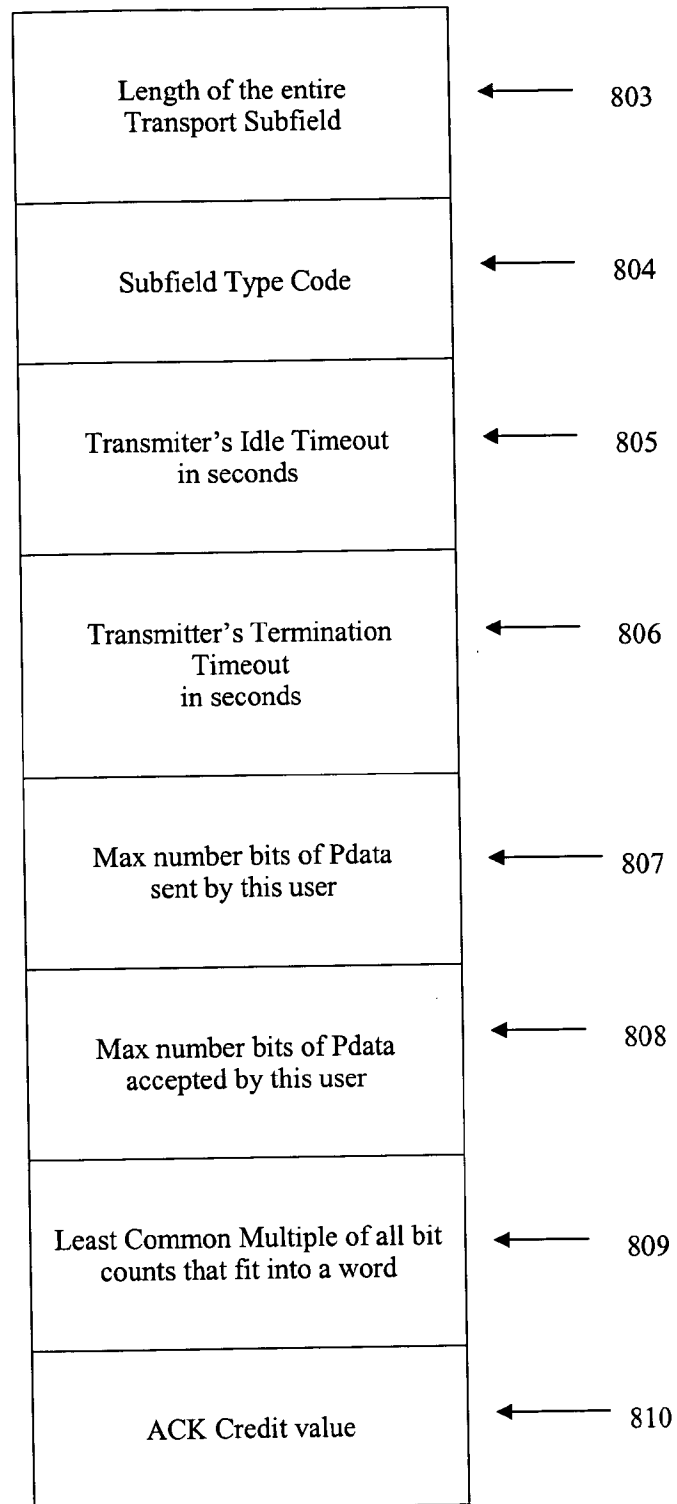 Length of the entire
Transport Subfield
803
Subfield Type Code
804
Transmiter's Idle Timeout
in seconds
805
Transmitter's Termination
Timeout
in seconds
806
Max number bits of Pdata
sent by this user
807
Max number bits of Pdata
accepted by this user
808
Least Common Multiple of all bit
counts that fit into a word
809
ACK Credit value
810